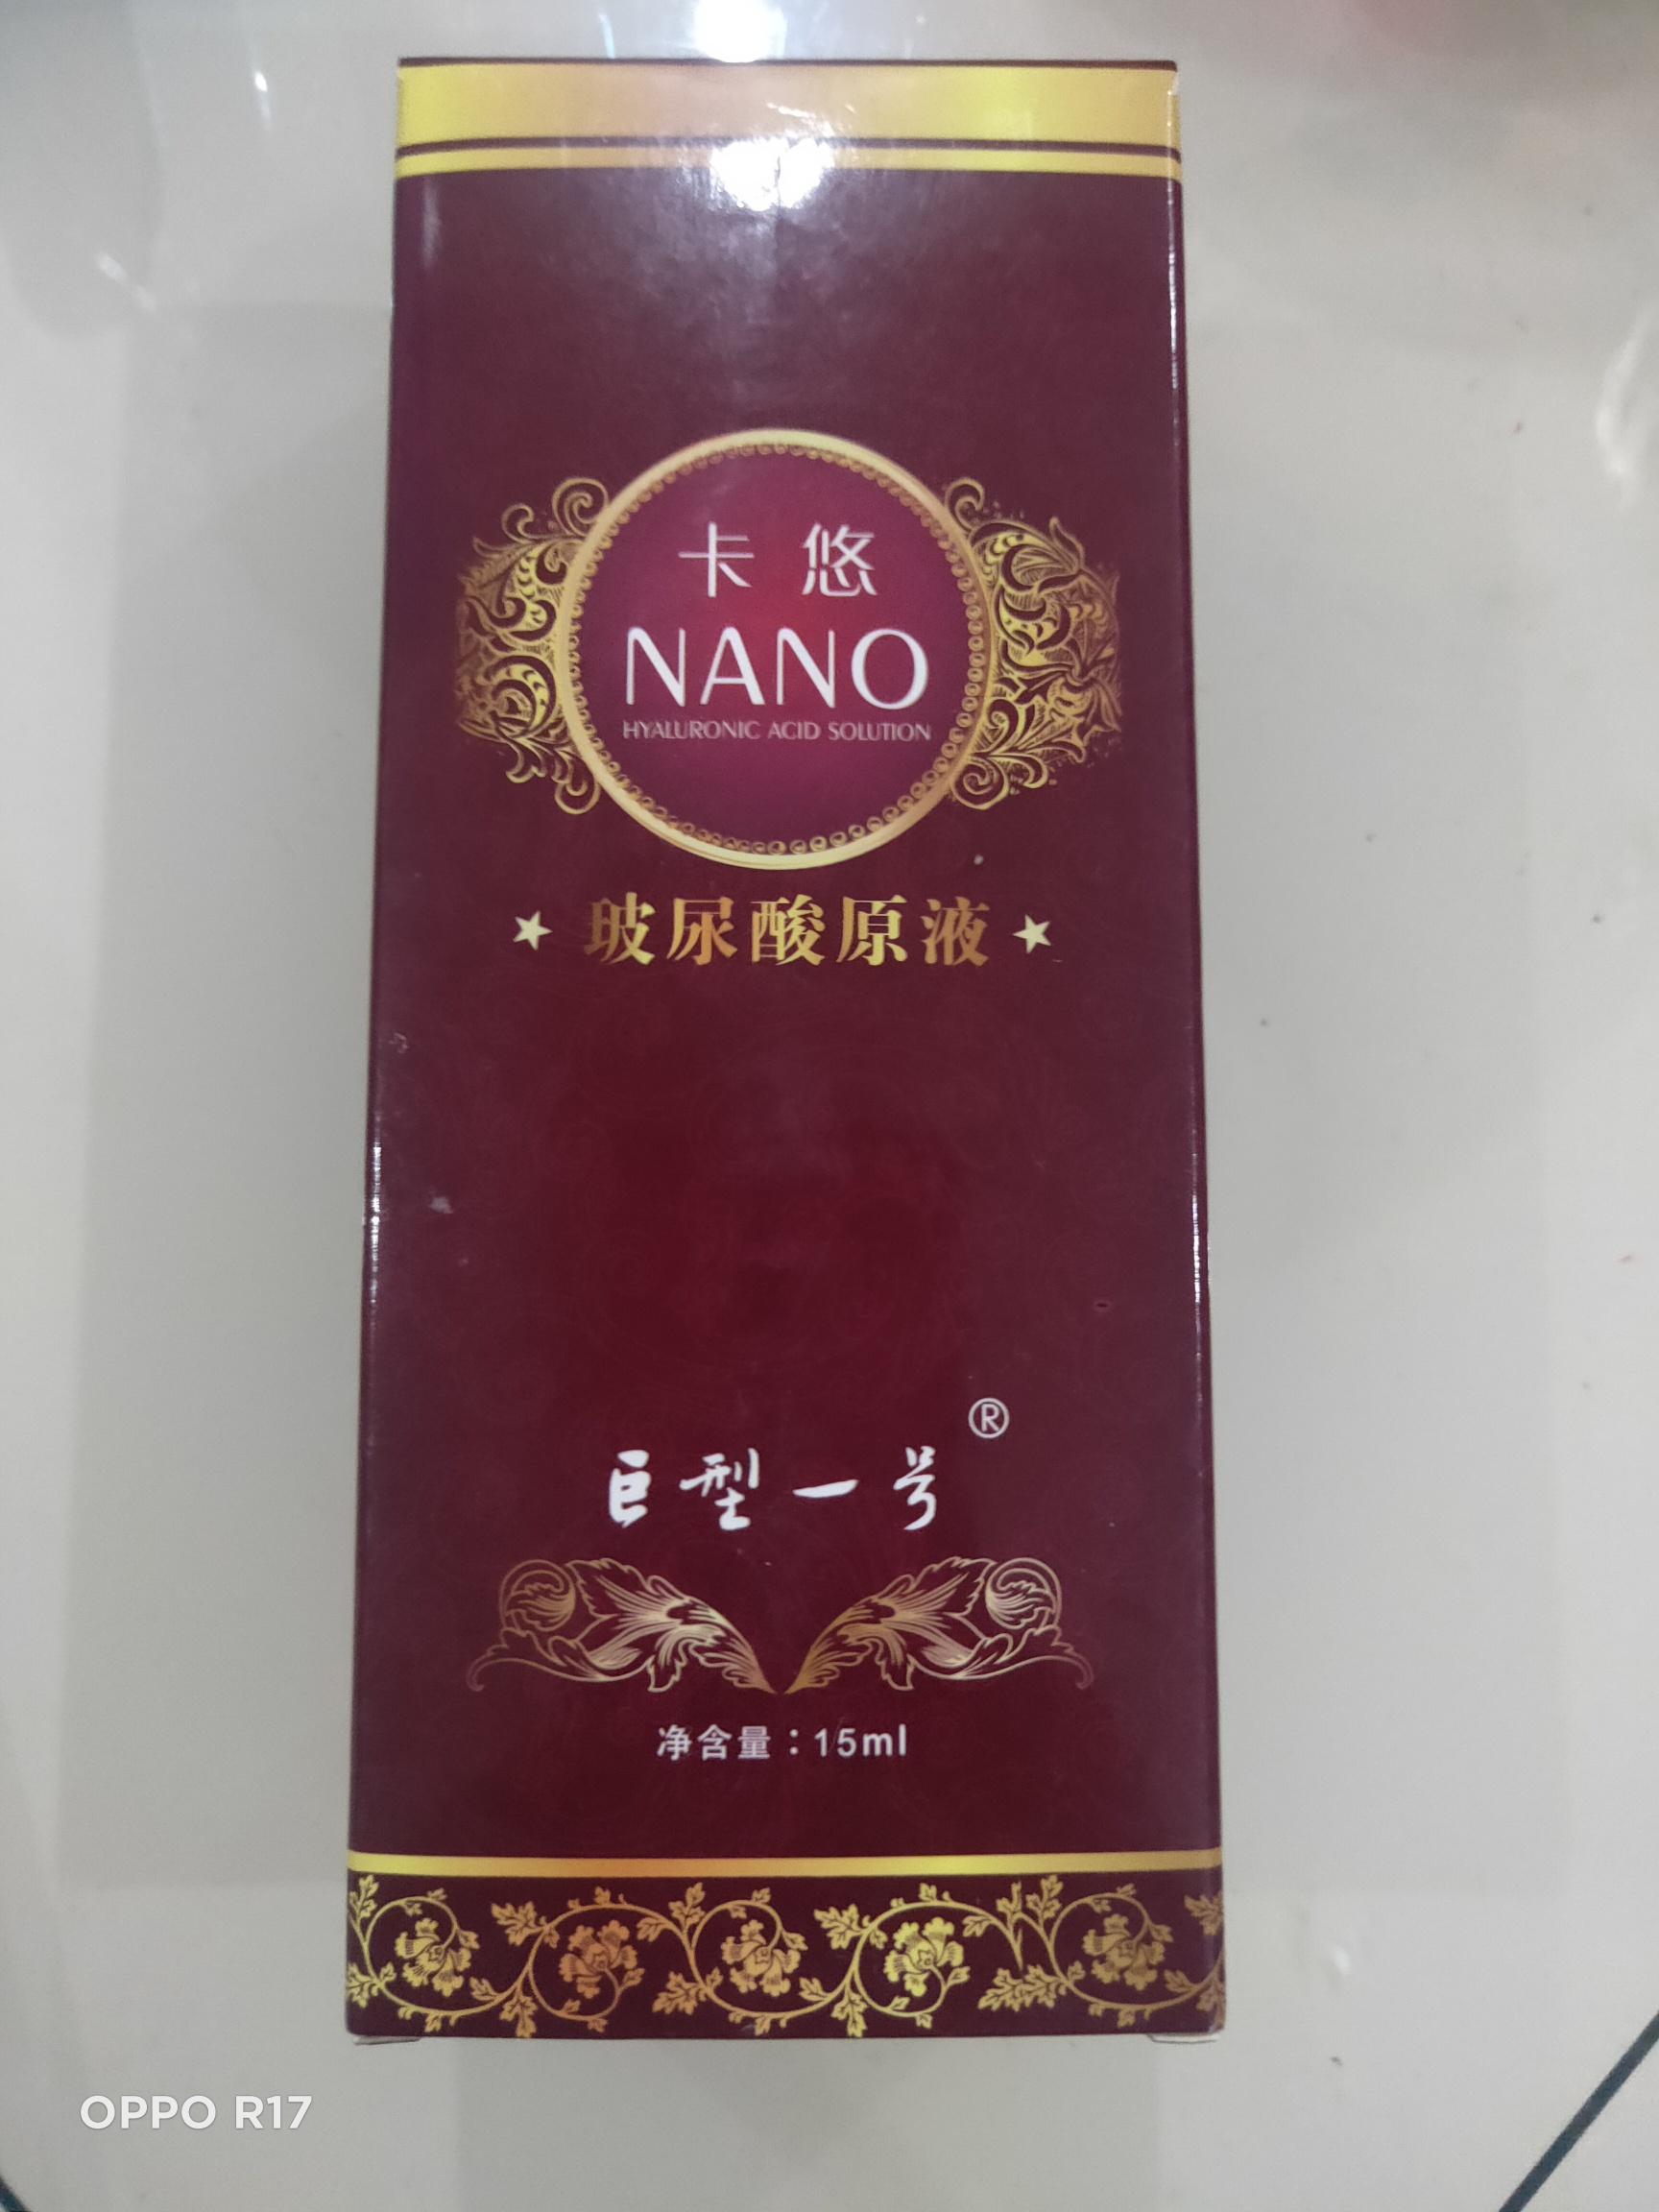 卡悠
NANO
HYALURONIC ACID SOLUTION
★ 玻尿酸原液 ★
巨型一号®
净含量：15ml
OPPO R17